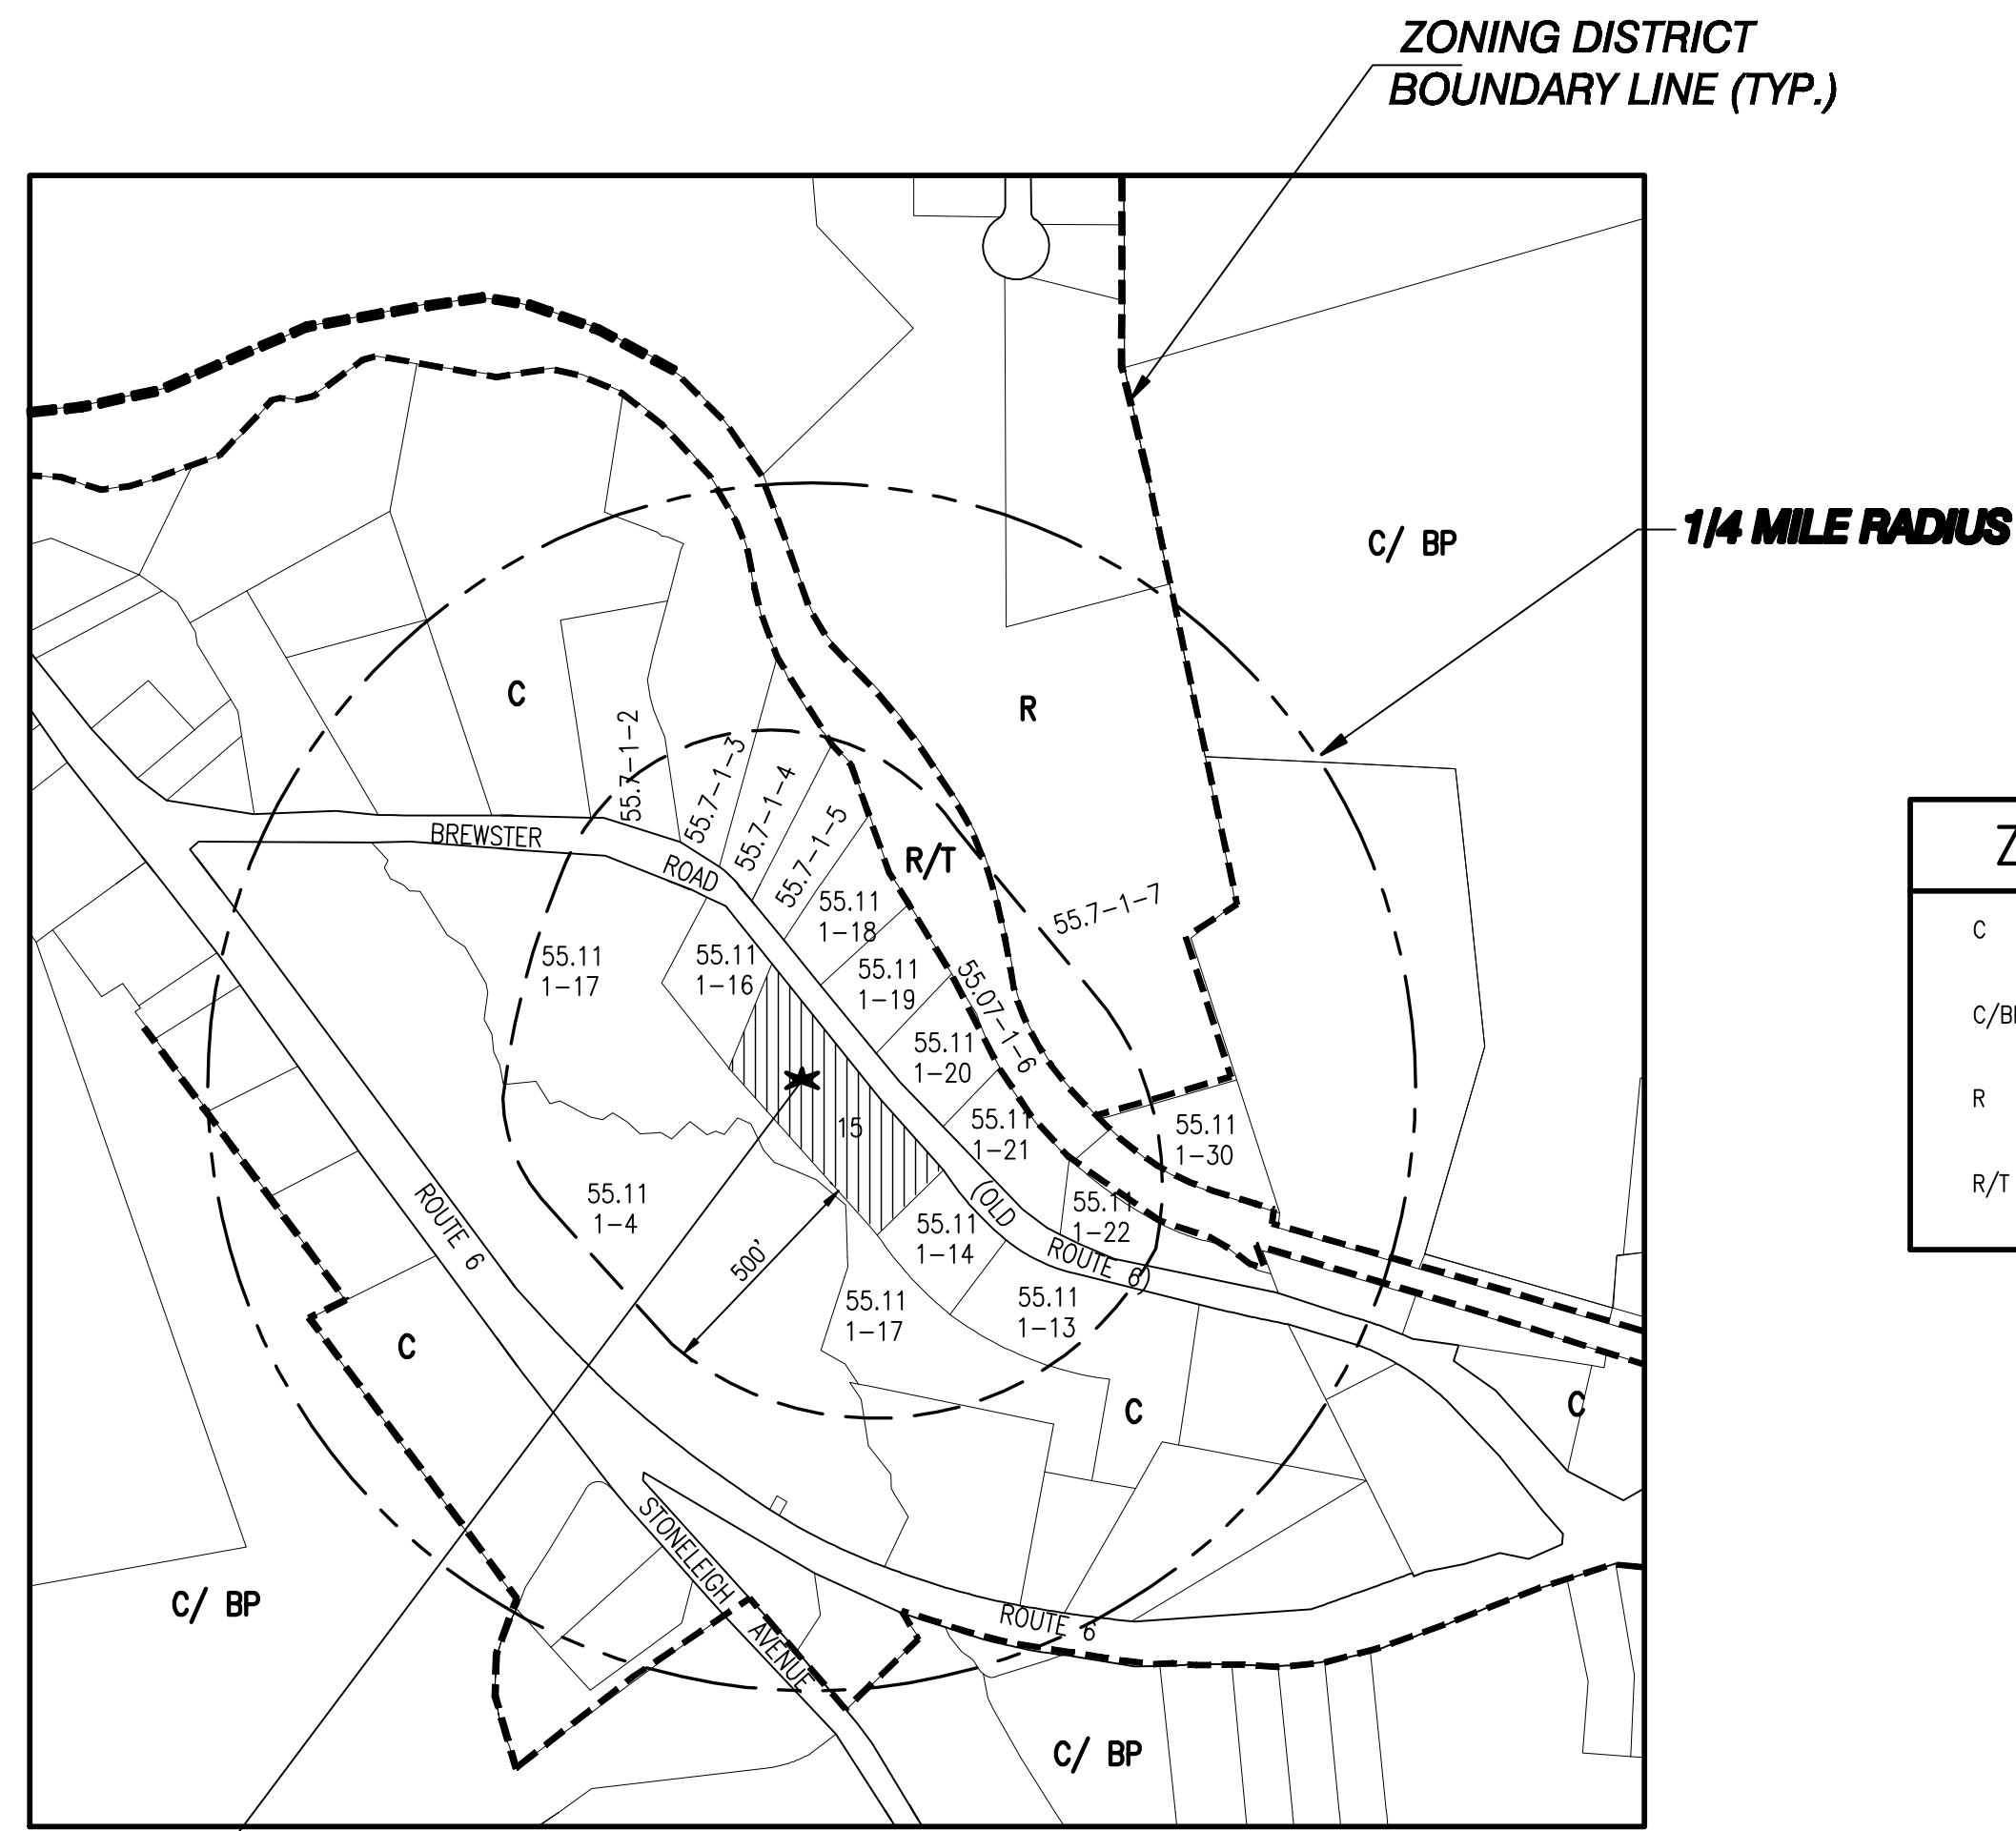 ZONING DISTRICT
BOUNDARY LINE (TYP.)
1/4 MILE RADIUS
C/ BP
C
R
55.7-1-2
55.7-1-3
55.7-1-4
55.7-1-5
BREWSTER
ROAD
R/T
55.7-1-7
55.11
1-18
55.11
1-17
55.11
1-16
55.11
1-19
55.07-1-6
55.11
1-20
55.11
1-21
55.11
1-30
15
55.11
1-4
ROUTE 6
500'
(OLD
ROUTE 6)
55.11
1-22
55.11
1-14
55.11
1-17
55.11
1-13
C
C
C
STONELEIGH
AVENUE
ROUTE 6
C/ BP
C/ BP
C
R
R/T